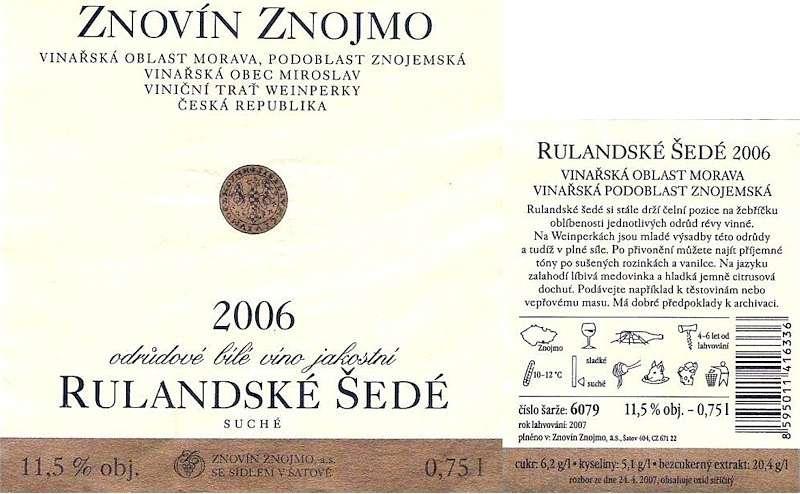 ZNOVÍN ZNOJMO
VINAŘSKÁ OBLAST MORAVA, PODOBLAST ZNOJEMSKÁ
VINAŘSKÁ OBEC MIROSLAV
VINIČNÍ TRAŤ WEINPERKY
ČESKÁ REPUBLIKA
2006
odrůdové bílé víno jakostní
RULANDSKÉ ŠEDÉ
SUCHÉ
11,5 % obj.
ZNOVÍN ZNOJMO, a.s.
SE SÍDLEM V ŠATOVĚ
0,75 l
RULANDSKÉ ŠEDÉ 2006
VINAŘSKÁ OBLAST MORAVA
VINAŘSKÁ PODOBLAST ZNOJEMSKÁ
Rulandské šedé si stále drží čelní pozice na žebříčku
oblíbenosti jednotlivých odrůd révy vinné.
Na Weinperkách jsou mladé výsadby této odrůdy
a tudíž v plné síle. Po přivonění můžete najít příjemné
tóny po sušených rozinkách a vanilce. Na jazyku
zalahodí líbivá medovinka a hladká jemně citrusová
dochuť. Podávejte například k těstovinám nebo
vepřovému masu. Má dobré předpoklady k archivaci.
Znojmo
4–6 let od
lahvování
10–12 °C
sladké
suché
číslo šarže: 6079
11,5 % obj. – 0,75 l
rok lahvování: 2007
plněno v: Znovín Znojmo, a.s., Šatov 404, CZ 671 22
8 595011 416336
cukr: 6,2 g/l • kyseliny: 5,1 g/l • bezcukerný extrakt: 20,4 g/l
rozbor ze dne 24. 4. 2007, obsahuje oxid siřičitý